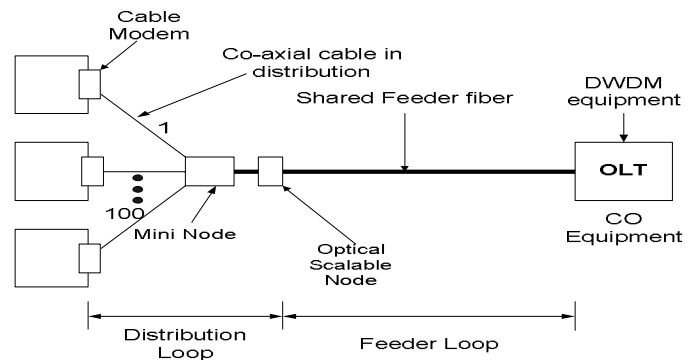 Cable
Modem
Co-axial cable in
distribution
Shared Feeder fiber
DWDM
equipment
1
OLT
100
Mini Node
Optical
Scalable
Node
CO
Equipment
Distribution
Loop
Feeder Loop